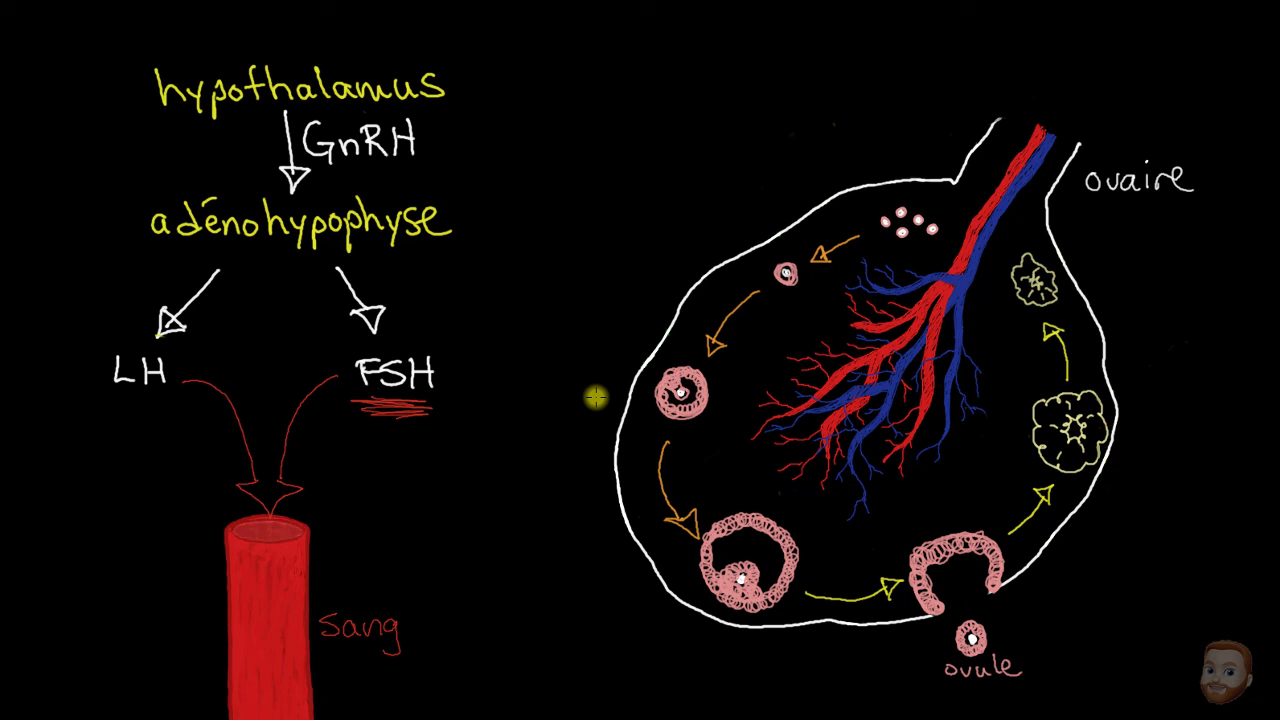 hypothalamus
GnRH
adénohypophyse
LH
FSH
sang
ovaire
ovule